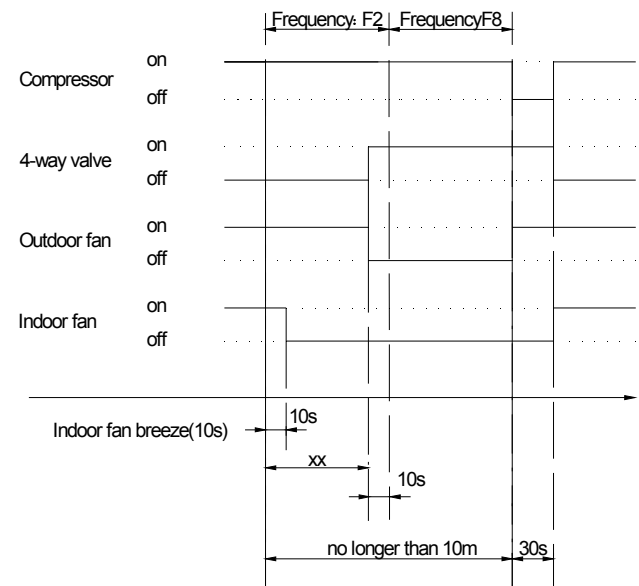 Frequency: F2
FrequencyF8
Compressor
on
off
4-way valve
on
off
Outdoor fan
on
off
Indoor fan
on
off
Indoor fan breeze(10s)
10s
xx
10s
no longer than 10m
30s